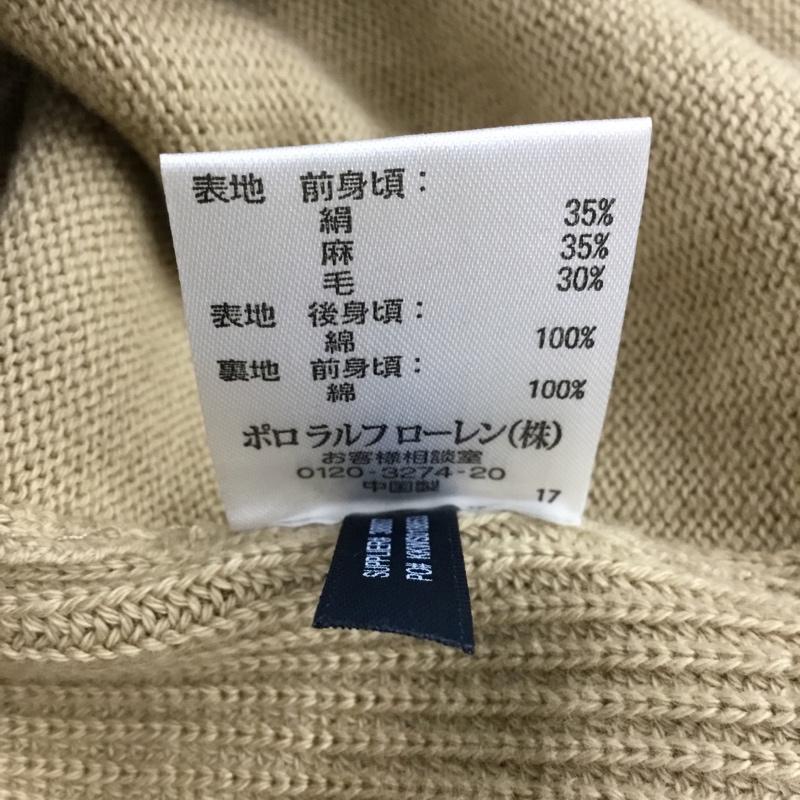 表地 前身頃:
絹 35%
麻 35%
毛 30%
表地 後身頃:
綿 100%
裏地 前身頃:
綿 100%
ポロ ラルフ ローレン(株)
お客様相談室
0120-3274-20
中国製
17
SUPPLIER#
PO#